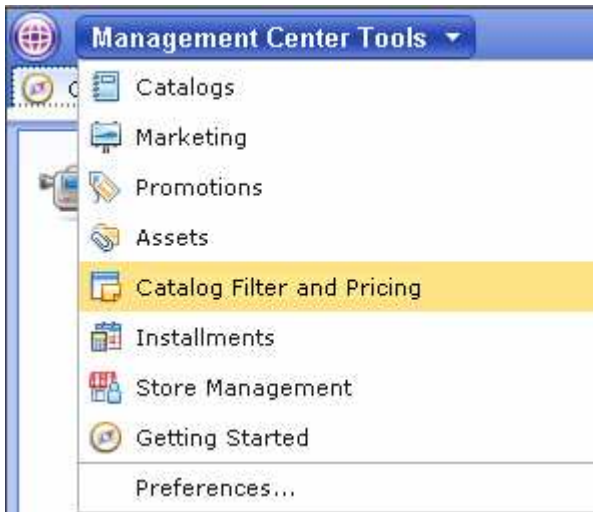 Management Center Tools
Catalogs
Marketing
Promotions
Assets
Catalog Filter and Pricing
Installments
Store Management
Getting Started
Preferences...